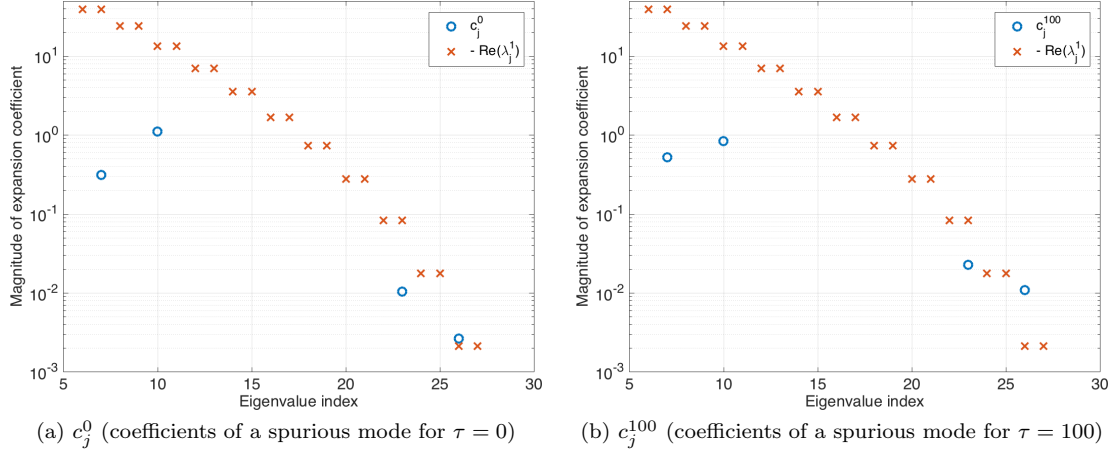 10^1
10^0
10^-1
10^-2
10^-3
Magnitude of expansion coefficient
c_j^0
- Re(λ_j^1)
5 10 15 20 25 30
Eigenvalue index
(a) c_j^0 (coefficients of a spurious mode for τ = 0)
10^1
10^0
10^-1
10^-2
10^-3
Magnitude of expansion coefficient
c_j^100
- Re(λ_j^1)
5 10 15 20 25 30
Eigenvalue index
(b) c_j^100 (coefficients of a spurious mode for τ = 100)